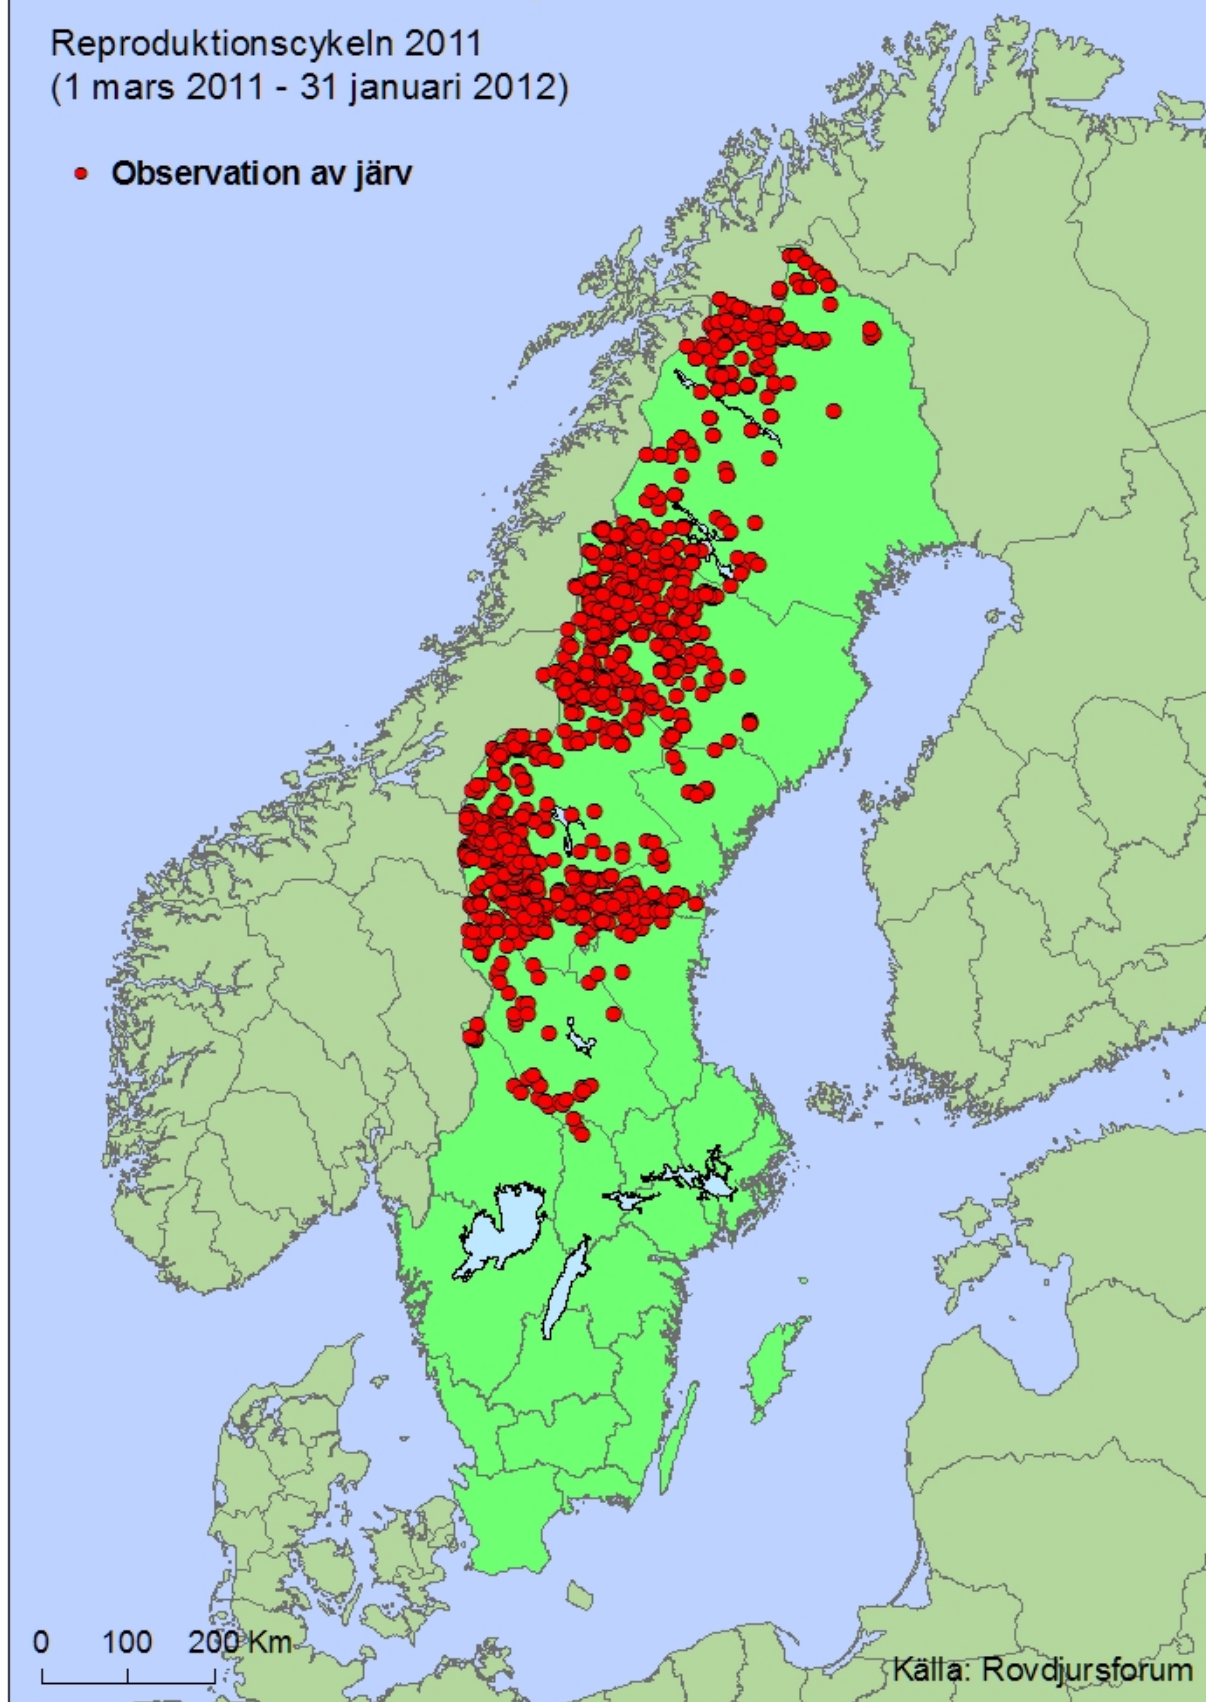 Reproduktionscykeln 2011
(1 mars 2011 - 31 januari 2012)
Observation av järv
0 100 200 Km
Källa: Rovdjursforum